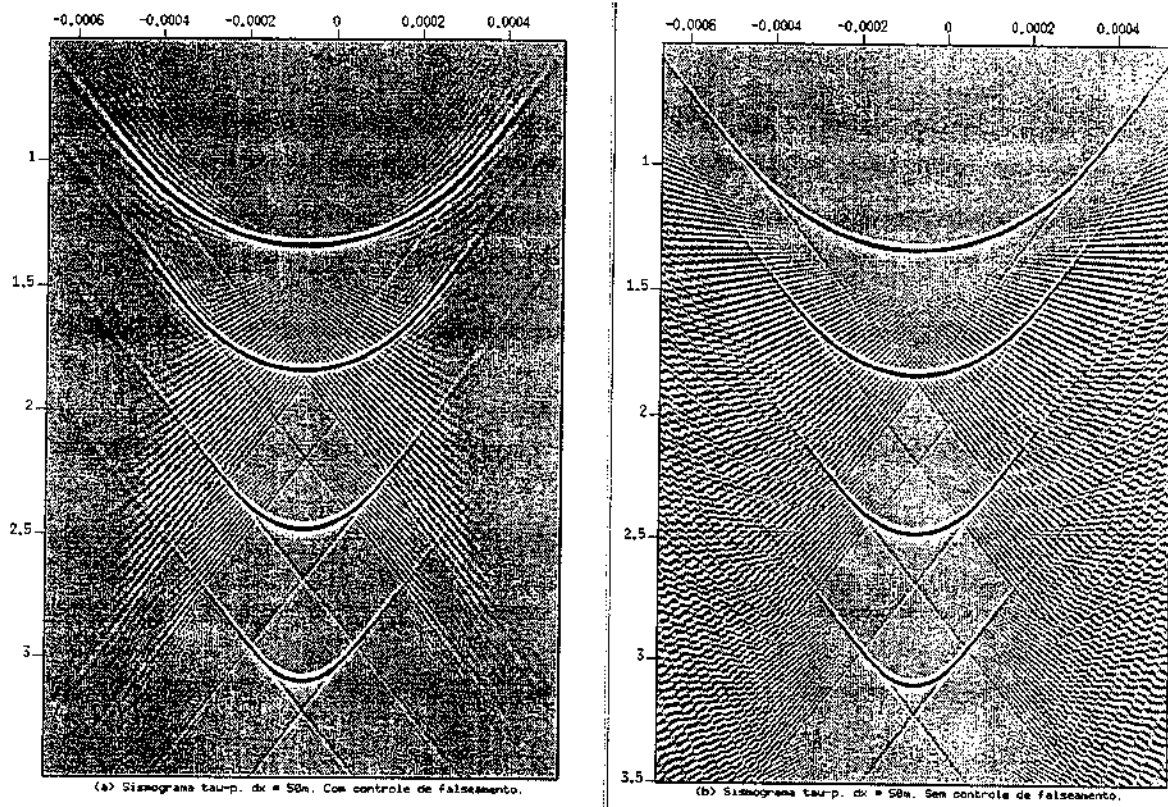 -0.0006 -0.0004 -0.0002 0 0.0002 0.0004
1
1.5
2
2.5
3
(a) Sismograma tau-p. dx = 50m. Com controle de falseamento.
-0.0006 -0.0004 -0.0002 0 0.0002 0.0004
1
1.5
2
2.5
3
3.5
(b) Sismograma tau-p. dx = 50m. Sem controle de falseamento.